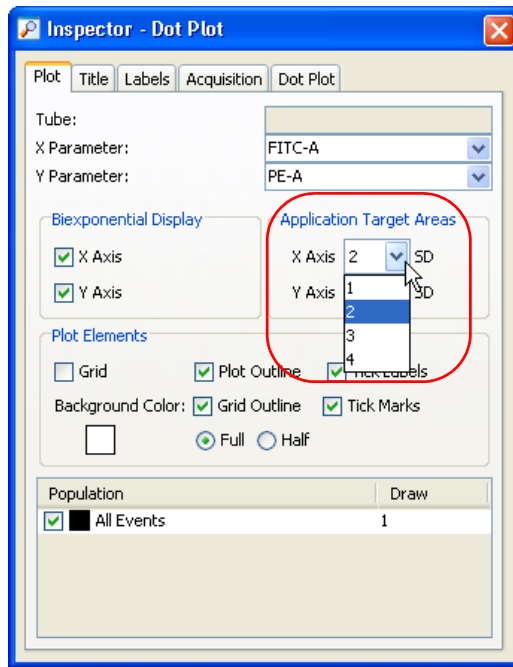 Inspector - Dot Plot
Plot Title Labels Acquisition Dot Plot
Tube:
X Parameter: FITC-A
Y Parameter: PE-A
Biexponential Display Application Target Areas
X Axis X Axis 2 SD
Y Axis Y Axis SD
1
2
3
4
Plot Elements
Grid Plot Outline Tick Labels
Background Color: Grid Outline Tick Marks
Full Half
Population Draw
All Events 1